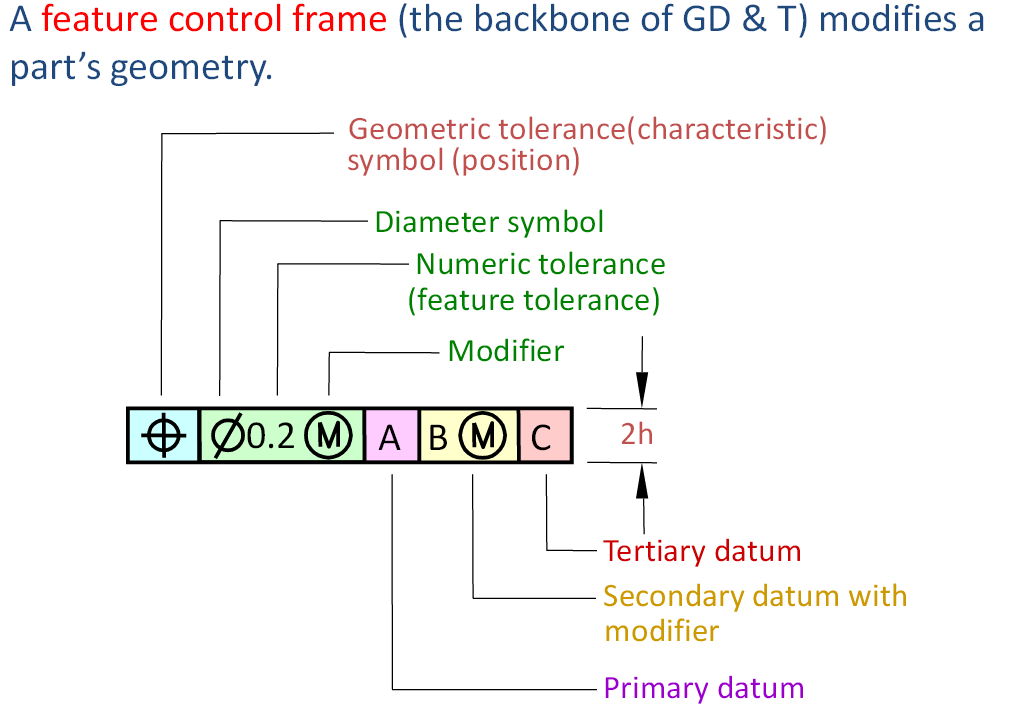 A feature control frame (the backbone of GD & T) modifies a
part’s geometry.
Geometric tolerance(characteristic)
symbol (position)
Diameter symbol
Numeric tolerance
(feature tolerance)
Modifier
⌖ ⌀0.2 Ⓜ A B Ⓜ C
2h
Tertiary datum
Secondary datum with
modifier
Primary datum